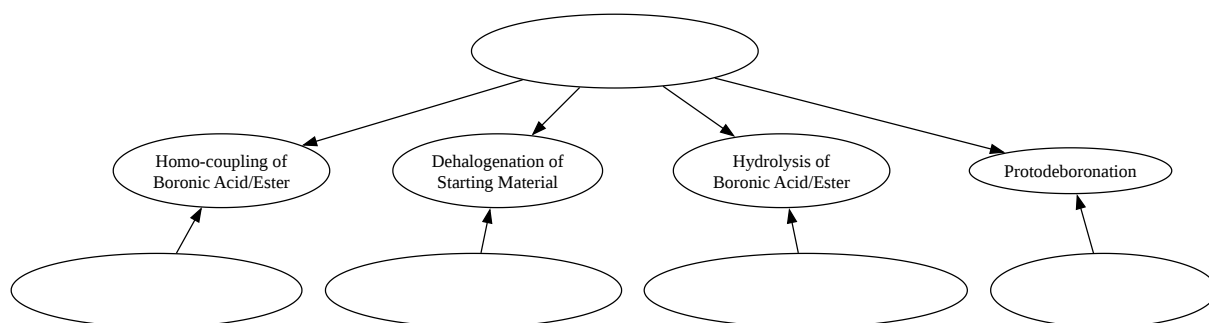 Homo-coupling of
Boronic Acid/Ester
Dehalogenation of
Starting Material
Hydrolysis of
Boronic Acid/Ester
Protodeboronation